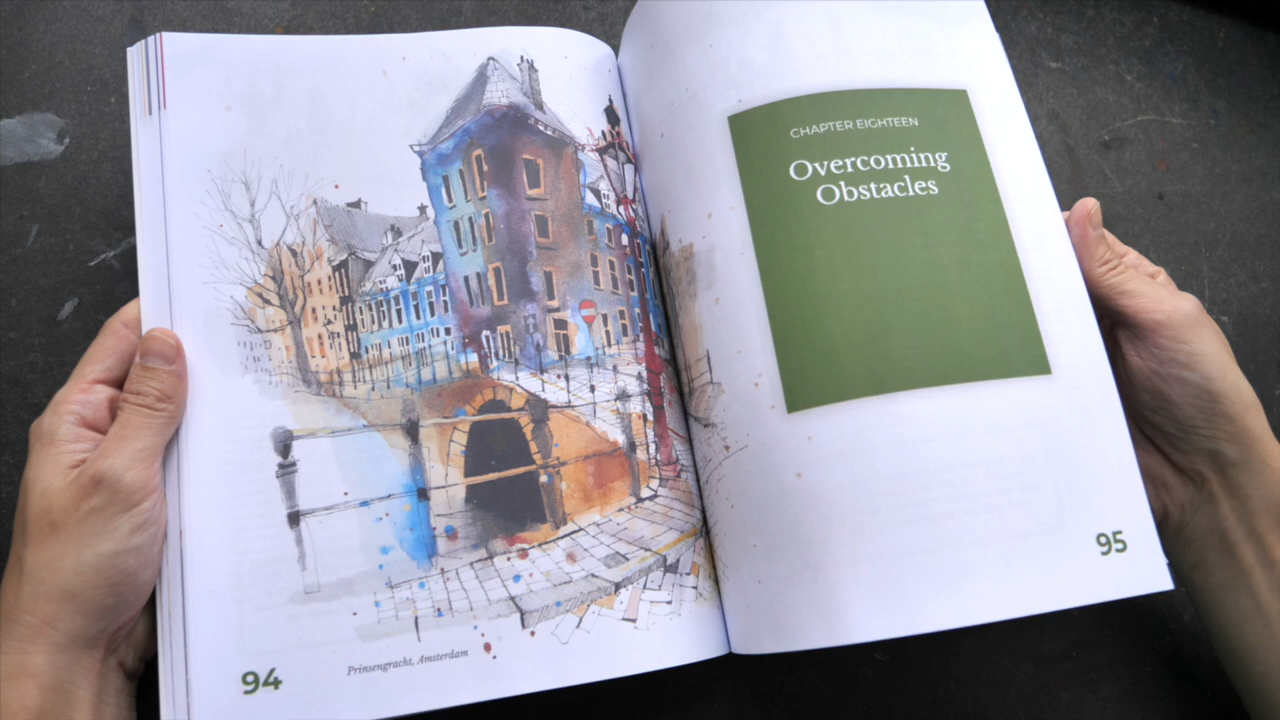 Prinsengracht, Amsterdam
94
CHAPTER EIGHTEEN
Overcoming
Obstacles
95